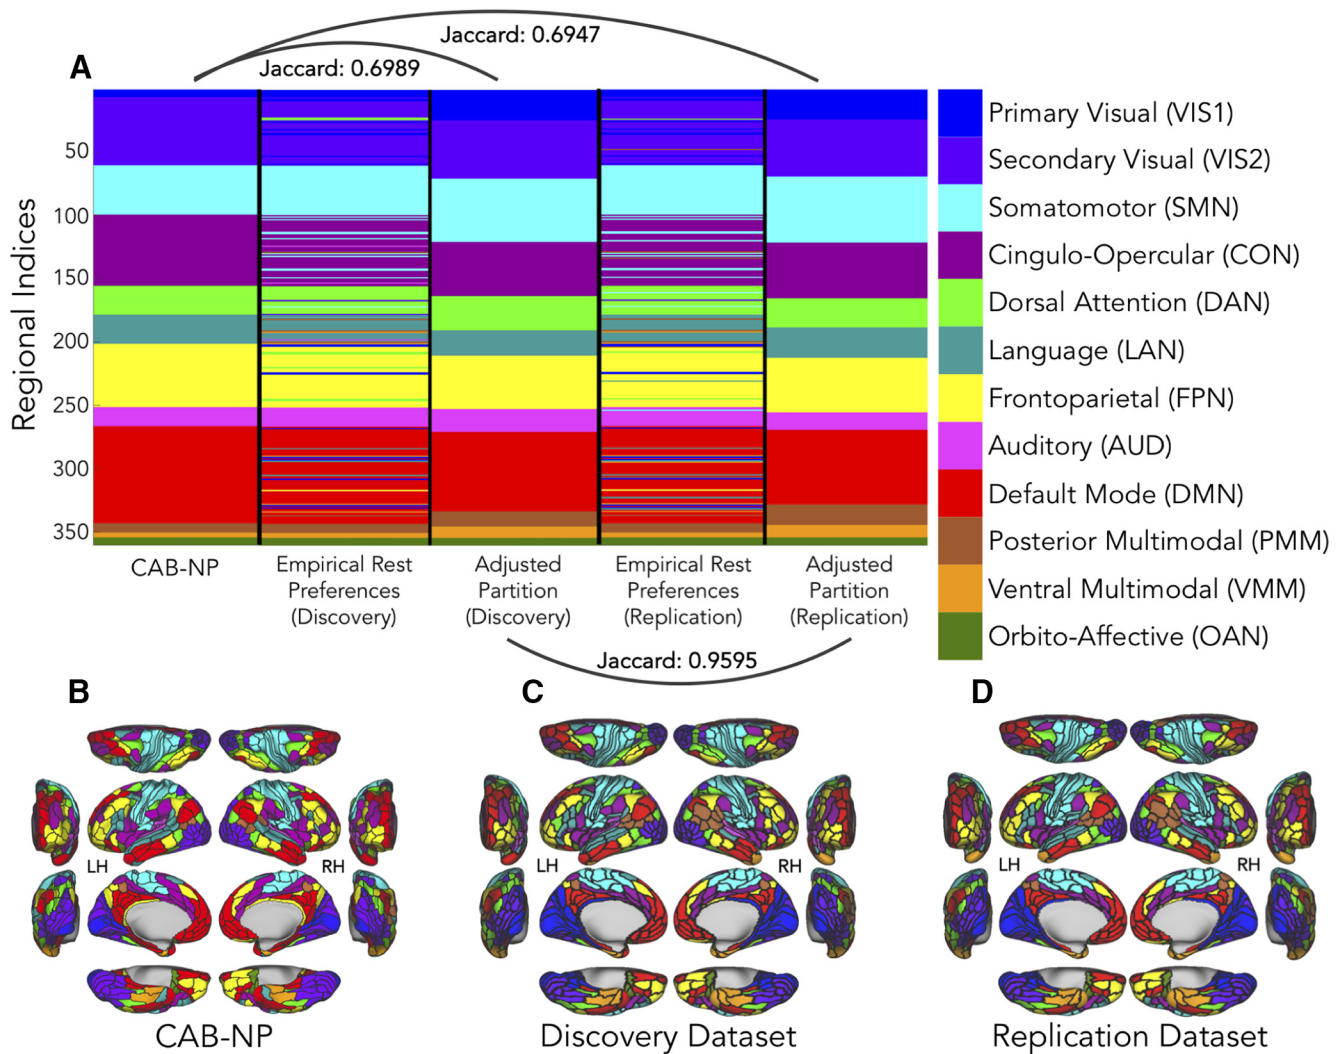 Jaccard: 0.6947
Jaccard: 0.6989
A
Regional Indices
50
100
150
200
250
300
350
CAB-NP
Empirical Rest
Preferences
(Discovery)
Adjusted
Partition
(Discovery)
Empirical Rest
Preferences
(Replication)
Adjusted
Partition
(Replication)
Jaccard: 0.9595
Primary Visual (VIS1)
Secondary Visual (VIS2)
Somatomotor (SMN)
Cingulo-Opercular (CON)
Dorsal Attention (DAN)
Language (LAN)
Frontoparietal (FPN)
Auditory (AUD)
Default Mode (DMN)
Posterior Multimodal (PMM)
Ventral Multimodal (VMM)
Orbito-Affective (OAN)
B
LH
RH
CAB-NP
C
LH
RH
Discovery Dataset
D
LH
RH
Replication Dataset